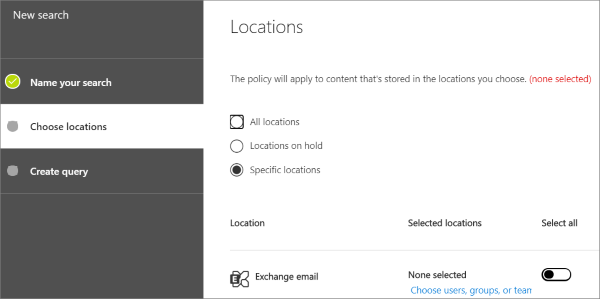 New search
Name your search
Choose locations
Create query
Locations
The policy will apply to content that's stored in the locations you choose. (none selected)
All locations
Locations on hold
Specific locations
Location Selected locations Select all
Exchange email None selected
Choose users, groups, or team